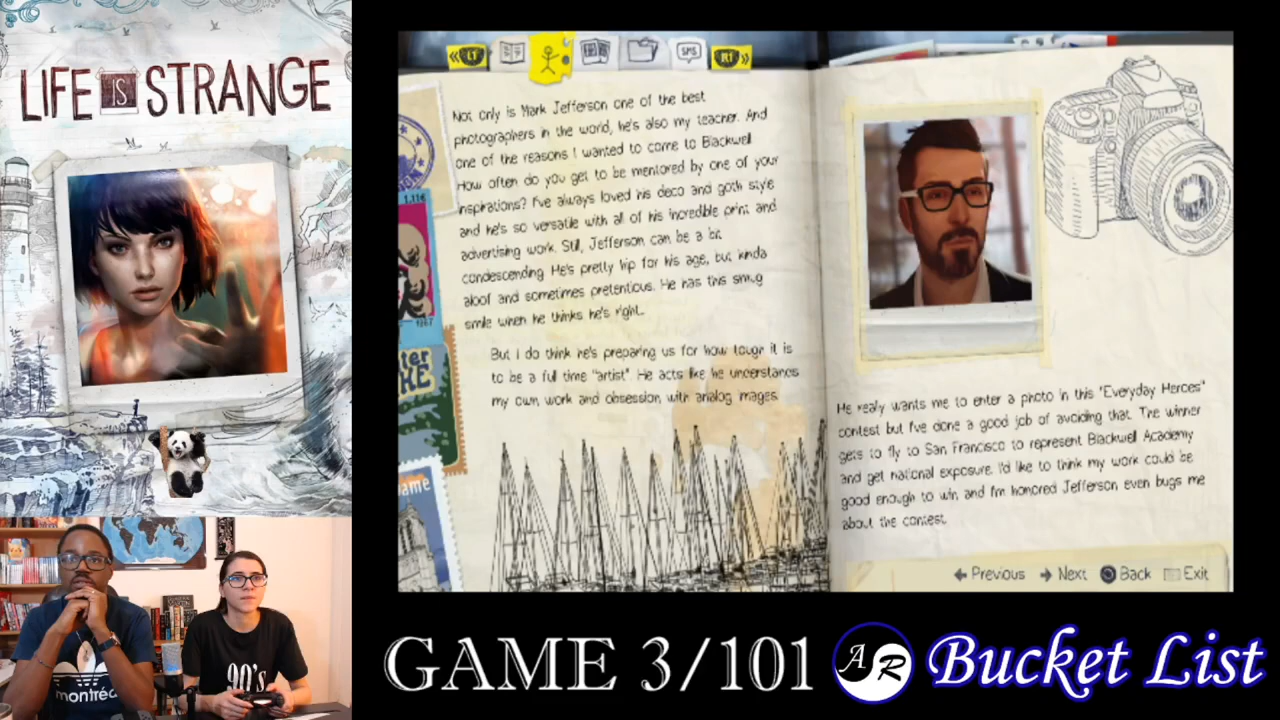 LIFE IS STRANGE
LT
SMS
RT
Not only is Mark Jefferson one of the best
photographers in the world, he's also my teacher. And
one of the reasons I wanted to come to Blackwell
How often do you get to be mentored by one of your
inspirations? I've always loved his deco and goth style
and he's so versatile with all of his incredible print and
advertising work. Still, Jefferson can be a bit
condescending. He's pretty hip for his age, but kinda
aloof and sometimes pretentious. He has this smug
smile when he thinks he's right...
But I do think he's preparing us for how tough it is
to be a full time "artist". He acts like he understands
my own work and obsession with analog images.
He really wants me to enter a photo in this "Everyday Heroes"
contest but I've done a good job of avoiding that. The winner
gets to fly to San Francisco to represent Blackwell Academy
and get national exposure. I'd like to think my work could be
good enough to win and I'm honored Jefferson even bugs me
about the contest.
Previous Next Back Exit
montréal
90's
GAME 3/101 AR Bucket List